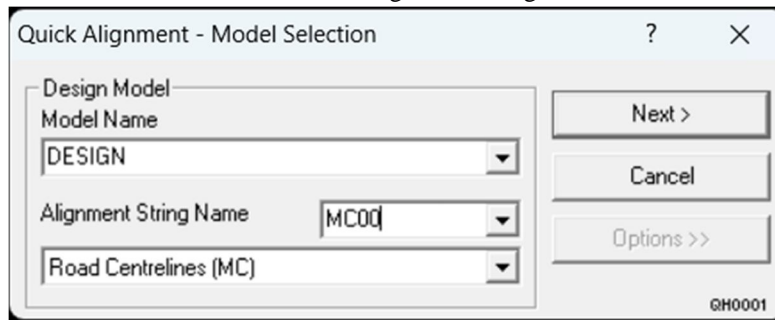 Quick Alignment - Model Selection ? ×
Design Model
Model Name
DESIGN
Alignment String Name MC00
Road Centrelines (MC)
Next >
Cancel
Options >>
QH0001